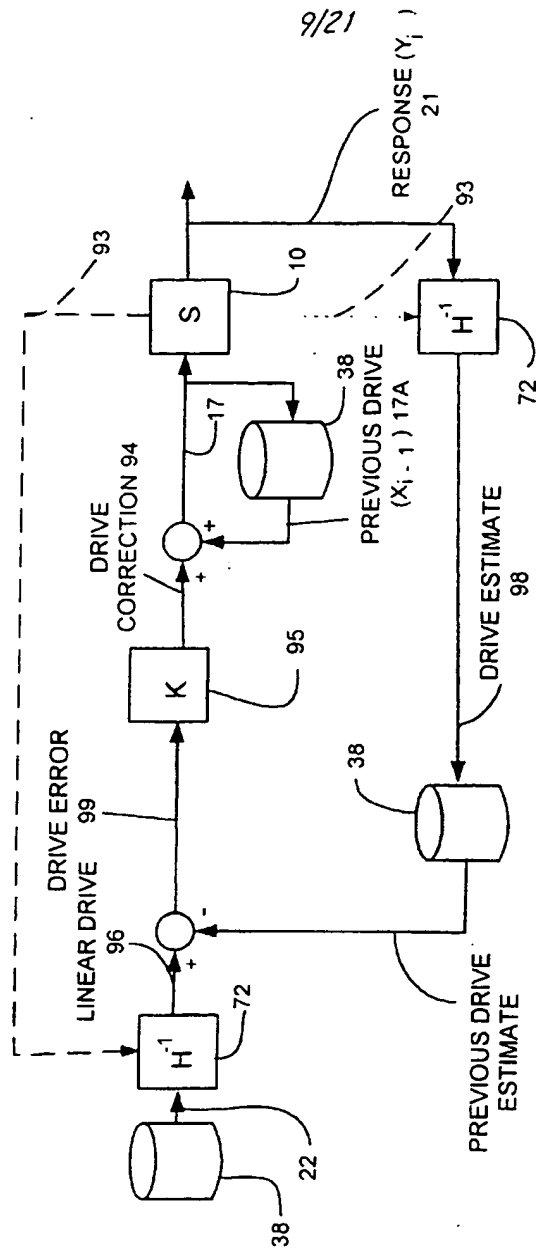 9/21
93
38
22
H⁻¹
72
LINEAR DRIVE
96
+
-
DRIVE ERROR
99
K
95
DRIVE
CORRECTION 94
+
+
17
38
PREVIOUS DRIVE
(Xᵢ₋₁) 17A
S
10
RESPONSE (Yᵢ)
21
93
H⁻¹
72
DRIVE ESTIMATE
98
38
PREVIOUS DRIVE
ESTIMATE